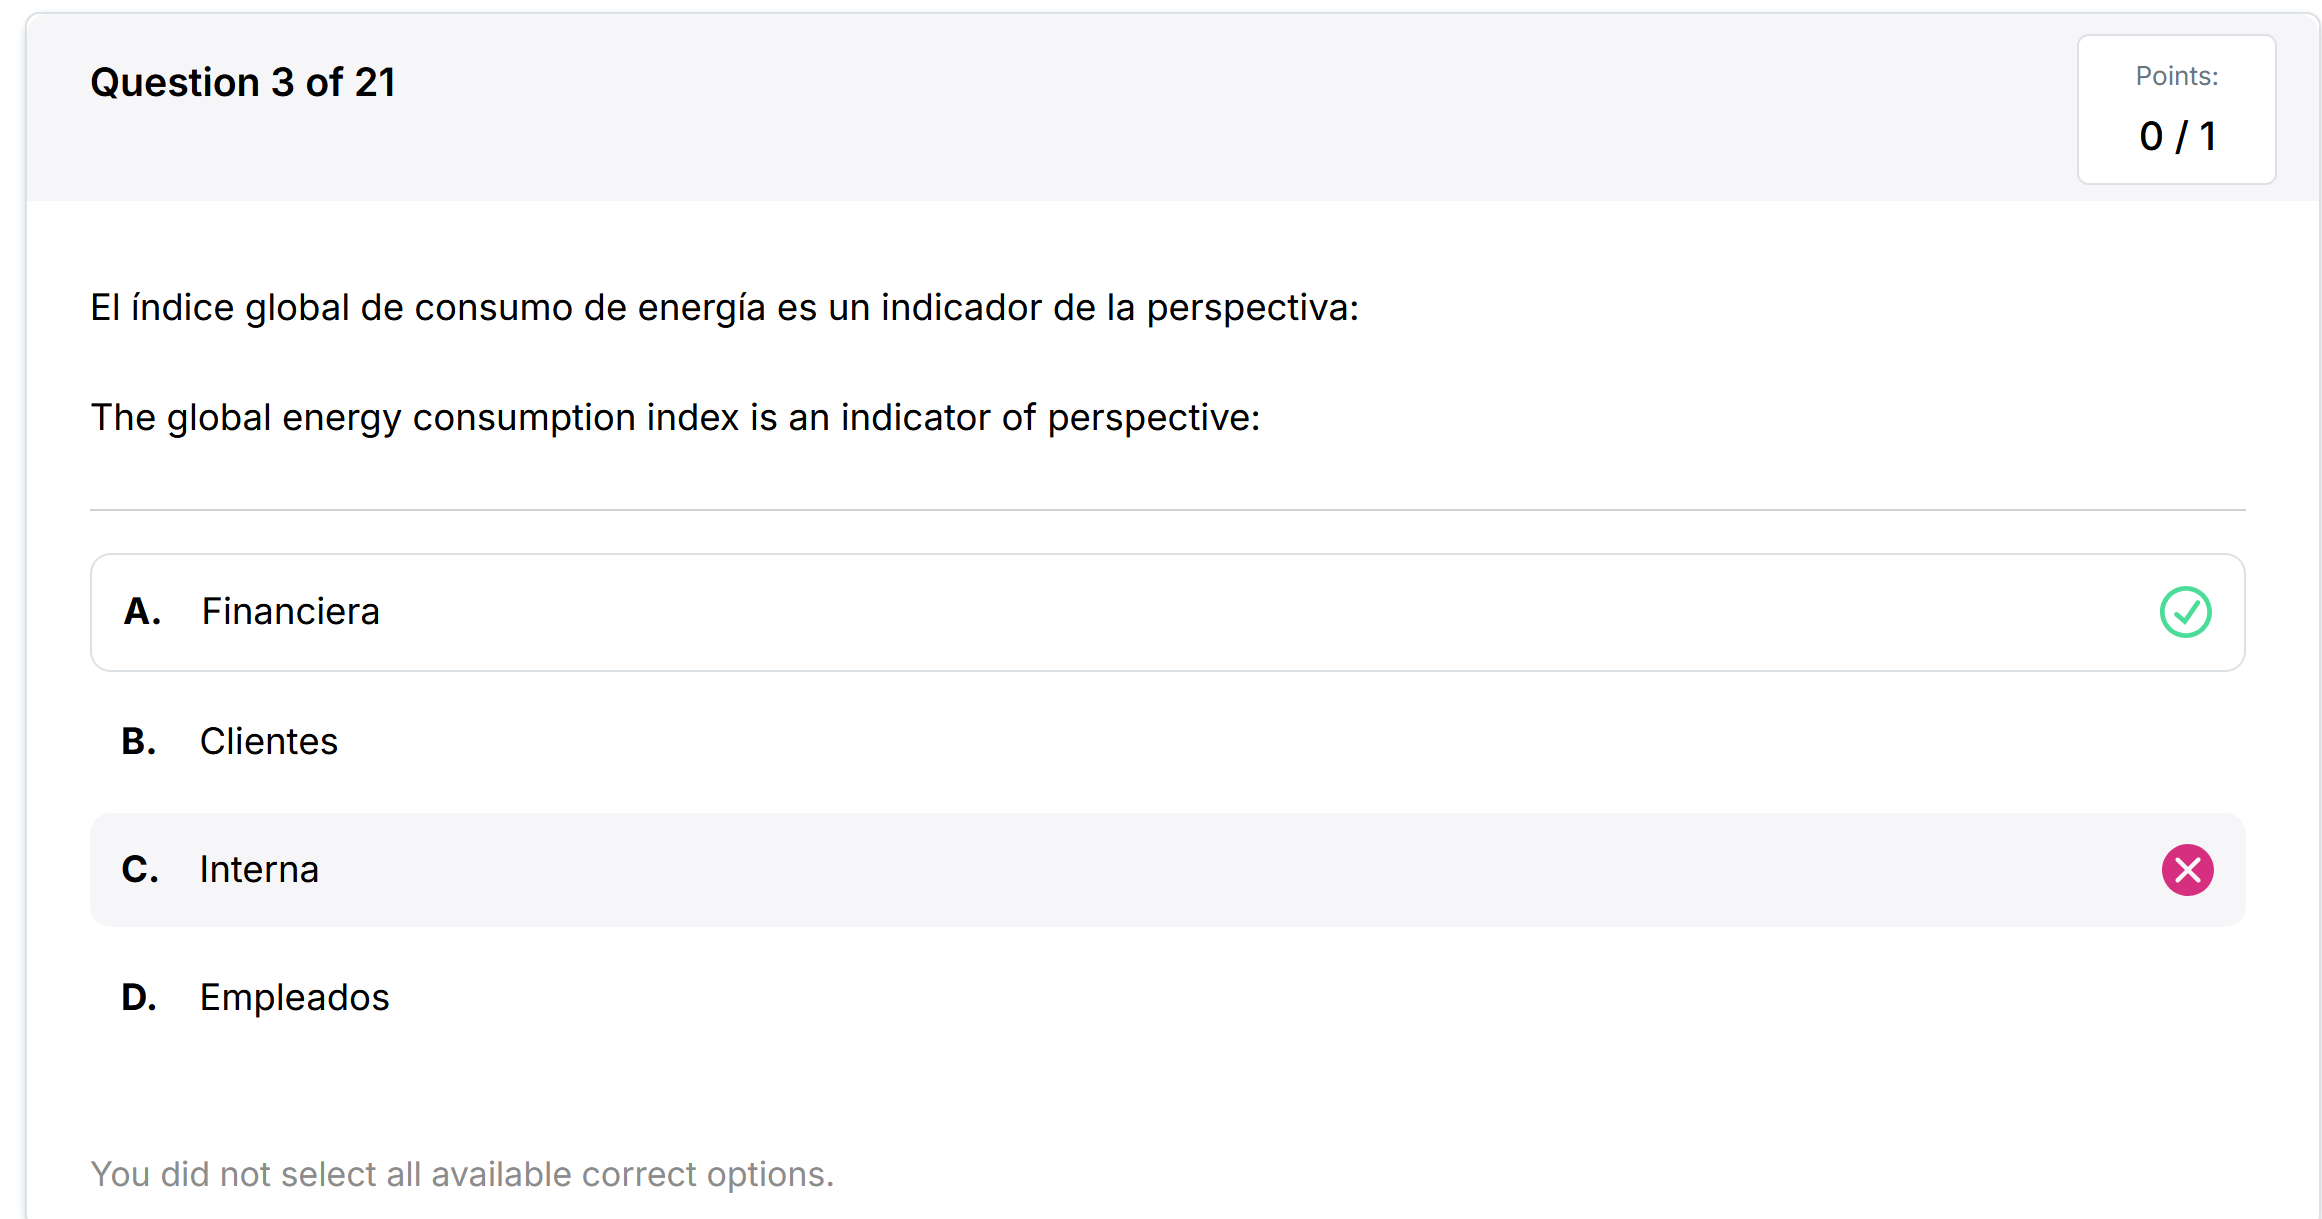 Question 3 of 21
Points:
0 / 1
El índice global de consumo de energía es un indicador de la perspectiva:
The global energy consumption index is an indicator of perspective:
A. Financiera
B. Clientes
C. Interna
D. Empleados
You did not select all available correct options.